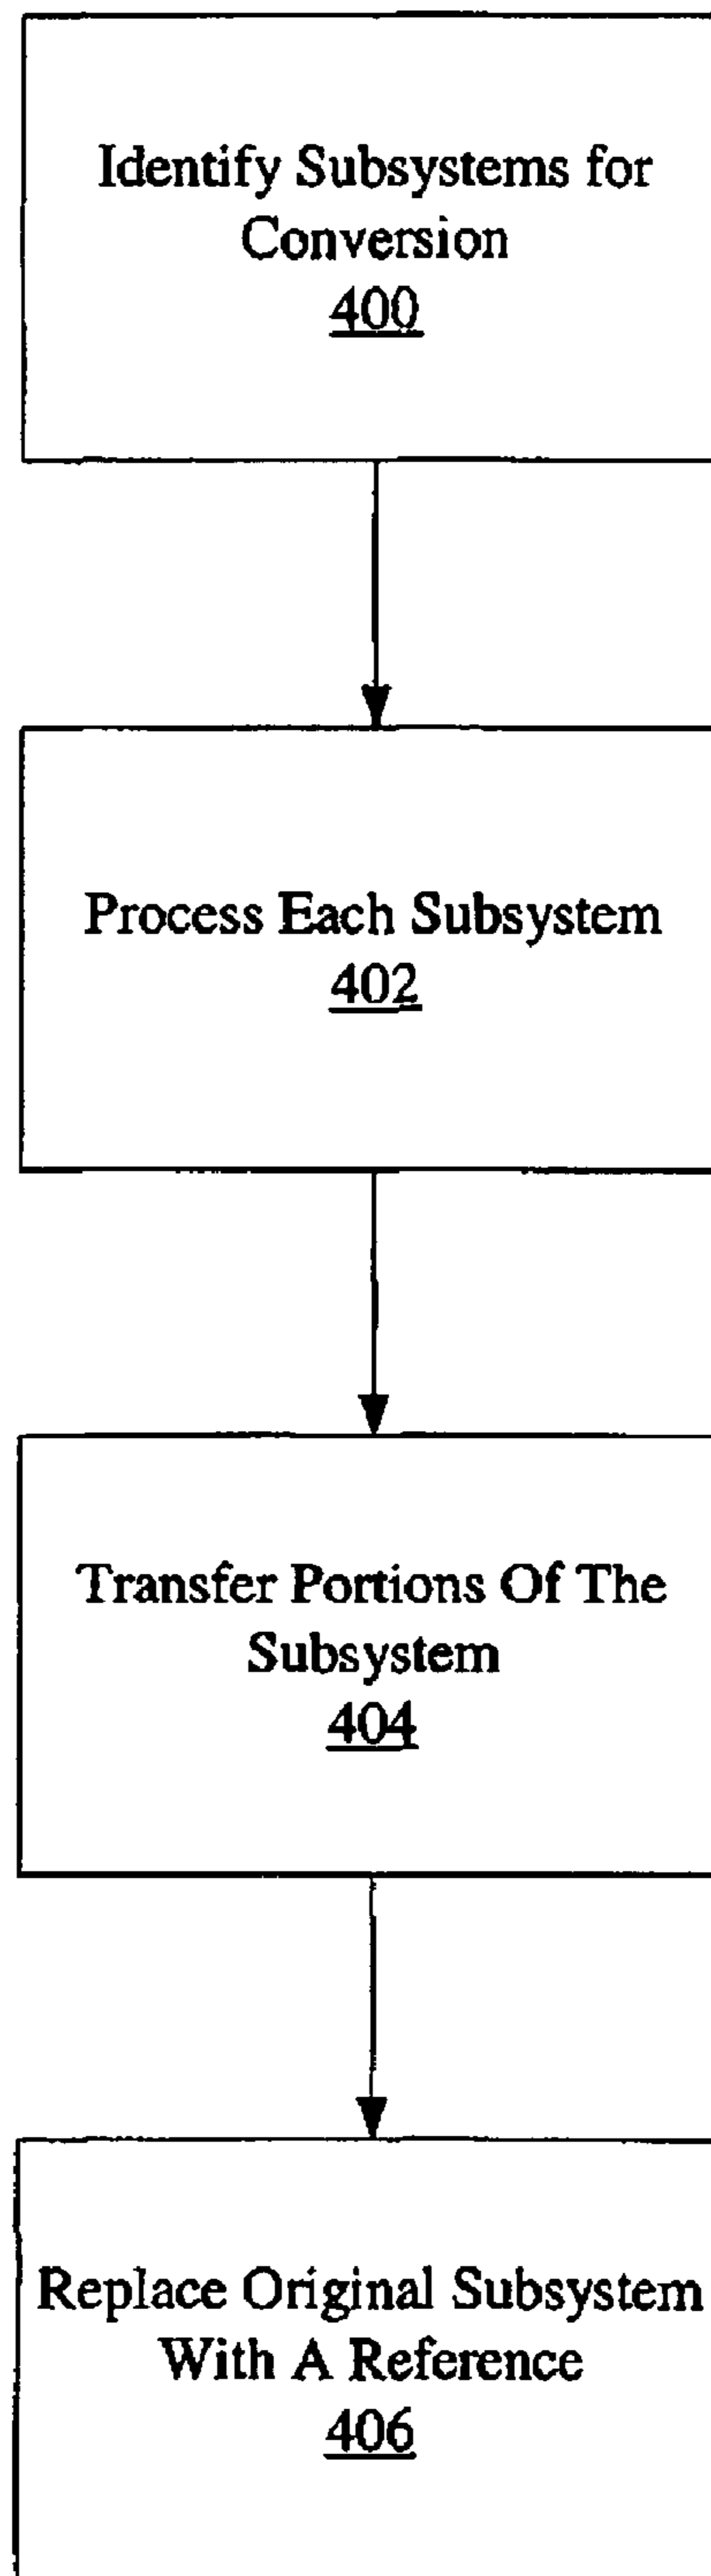 Identify Subsystems for
Conversion
400
Process Each Subsystem
402
Transfer Portions Of The
Subsystem
404
Replace Original Subsystem
With A Reference
406